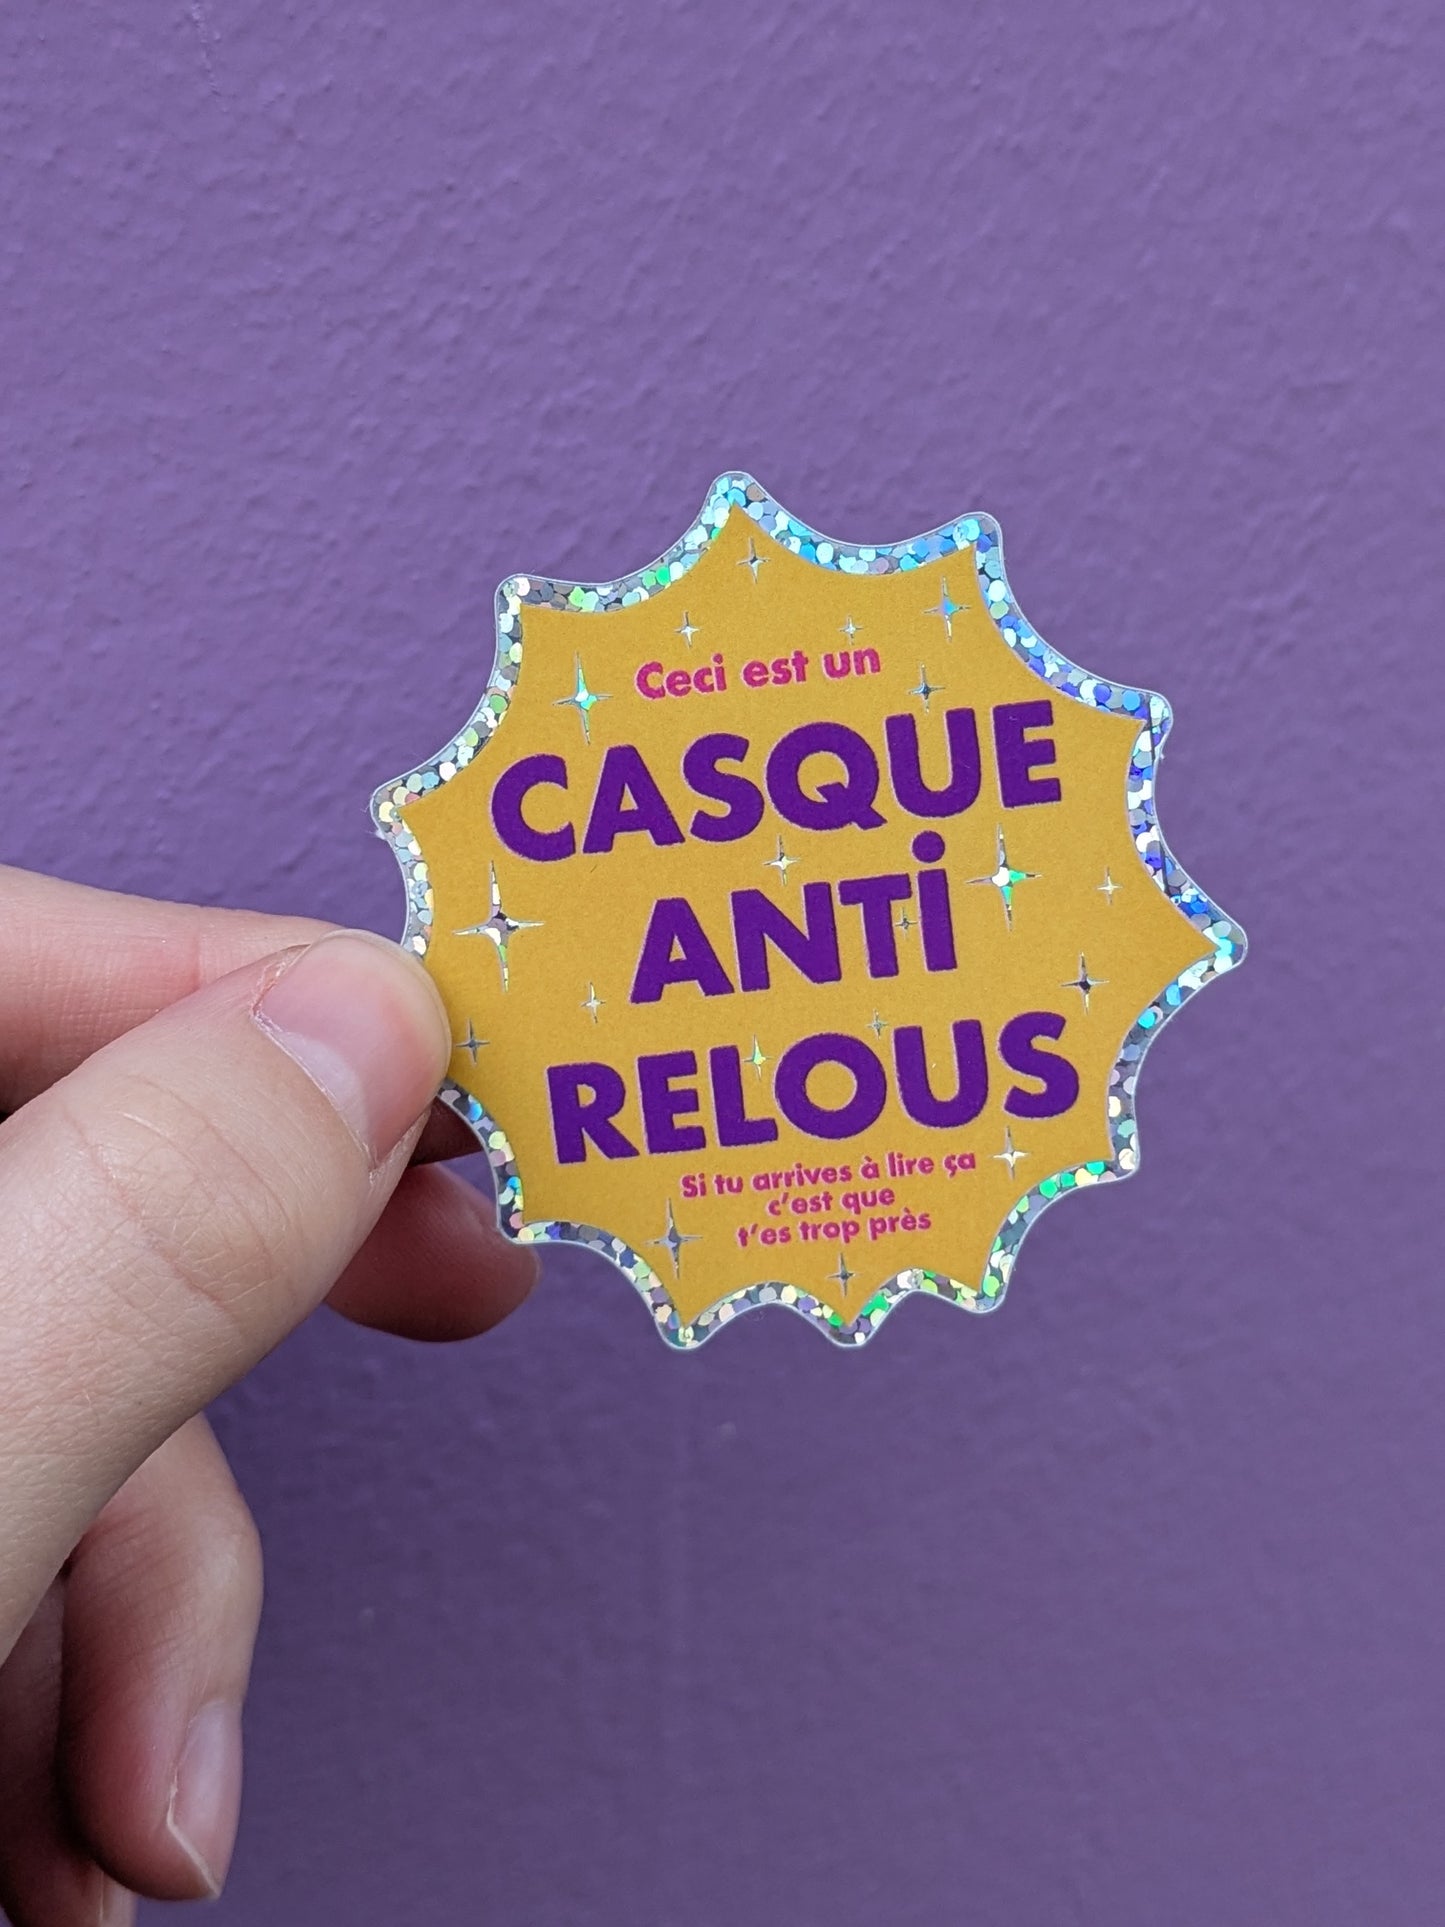 Ceci est un
CASQUE
ANTi
RELOUS
Si tu arrives à lire ça
c'est que
t'es trop près